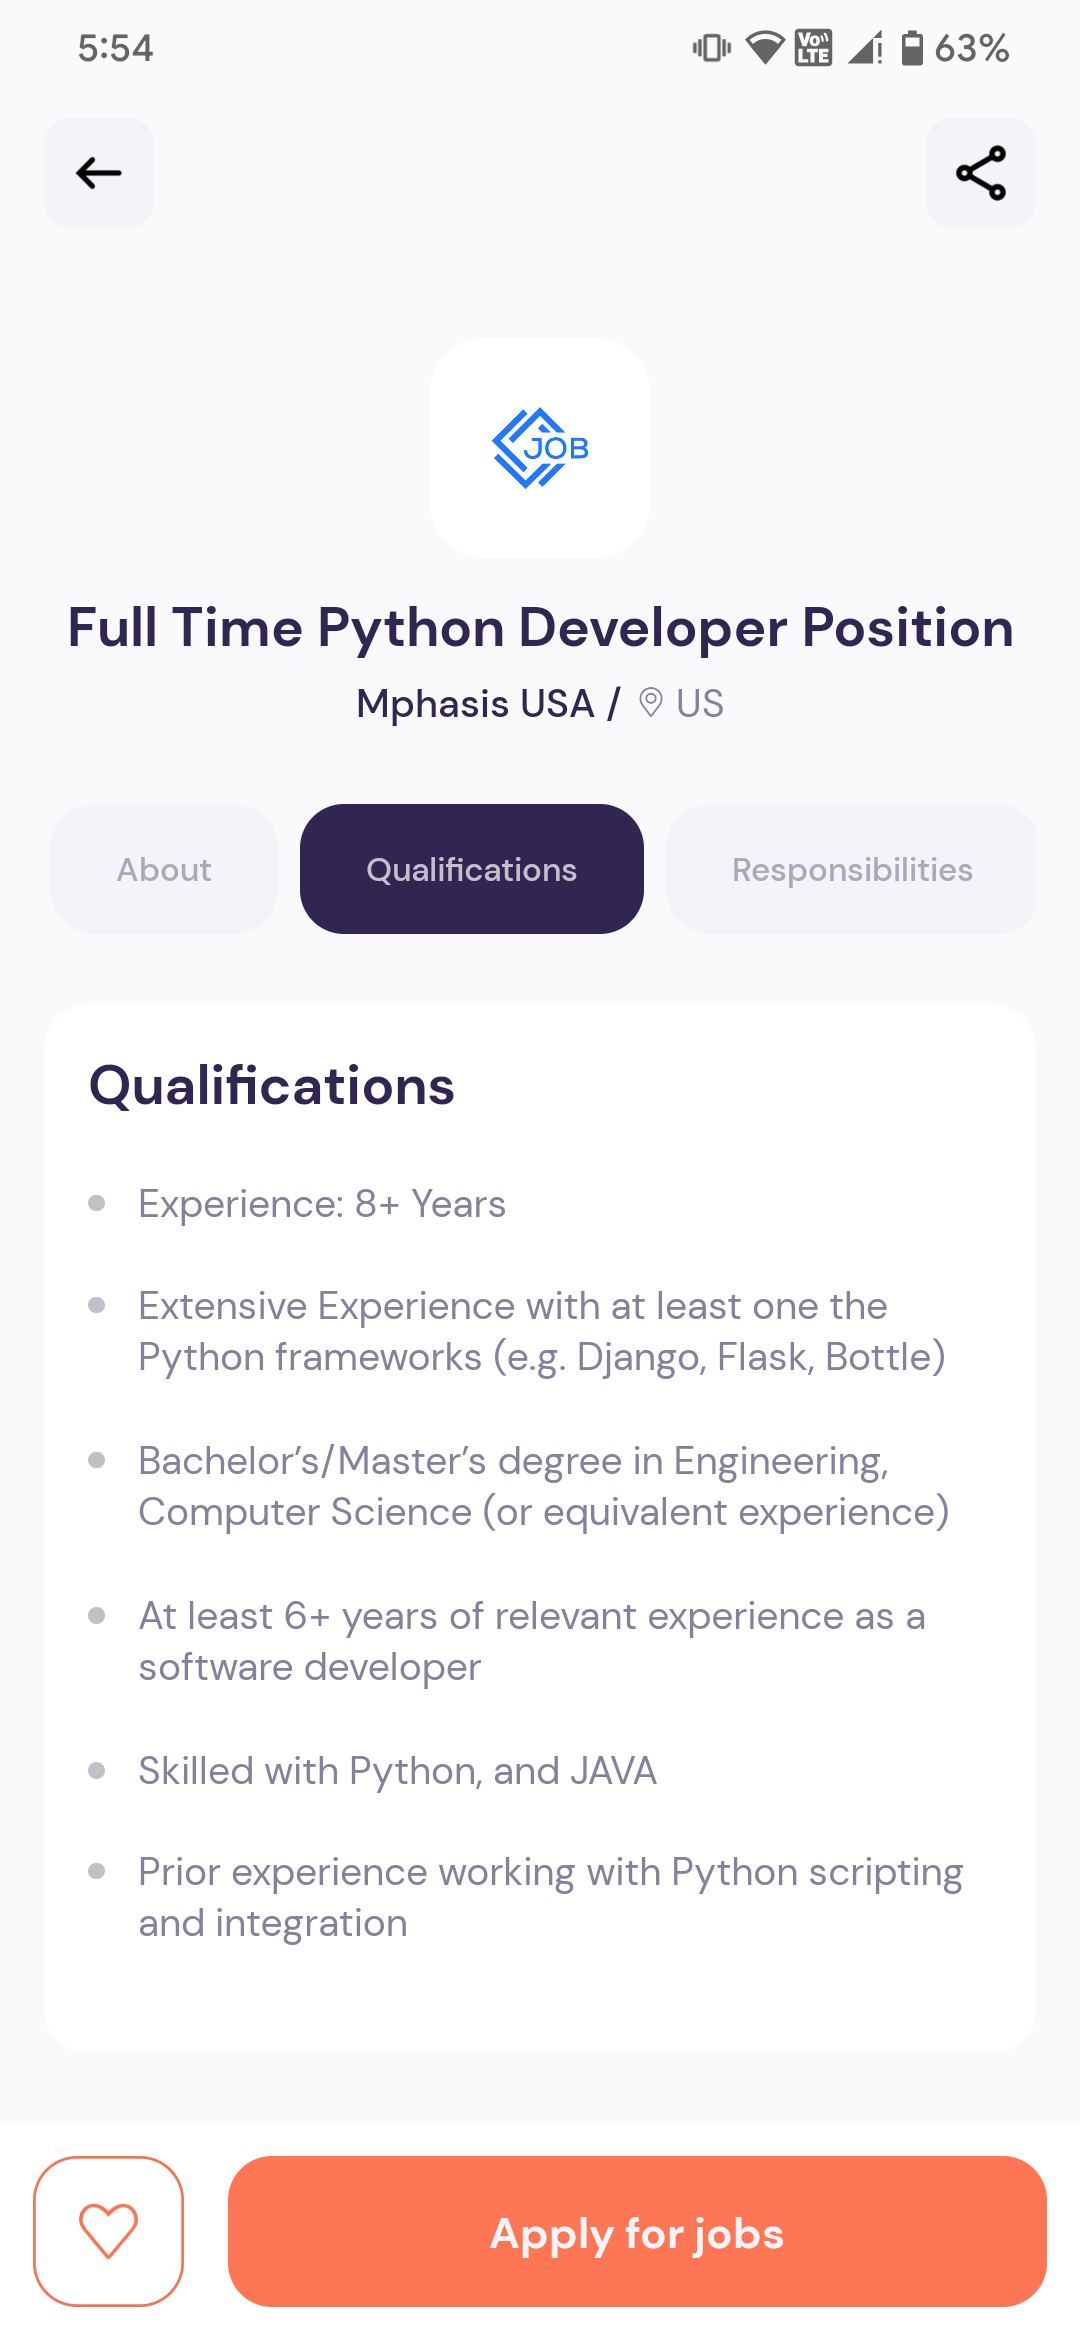 5:54
Vo
LTE
63%
JOB
Full Time Python Developer Position
Mphasis USA / US
About
Qualifications
Responsibilities
Qualifications
Experience: 8+ Years
Extensive Experience with at least one the
Python frameworks (e.g. Django, Flask, Bottle)
Bachelor’s/Master’s degree in Engineering,
Computer Science (or equivalent experience)
At least 6+ years of relevant experience as a
software developer
Skilled with Python, and JAVA
Prior experience working with Python scripting
and integration
Apply for jobs